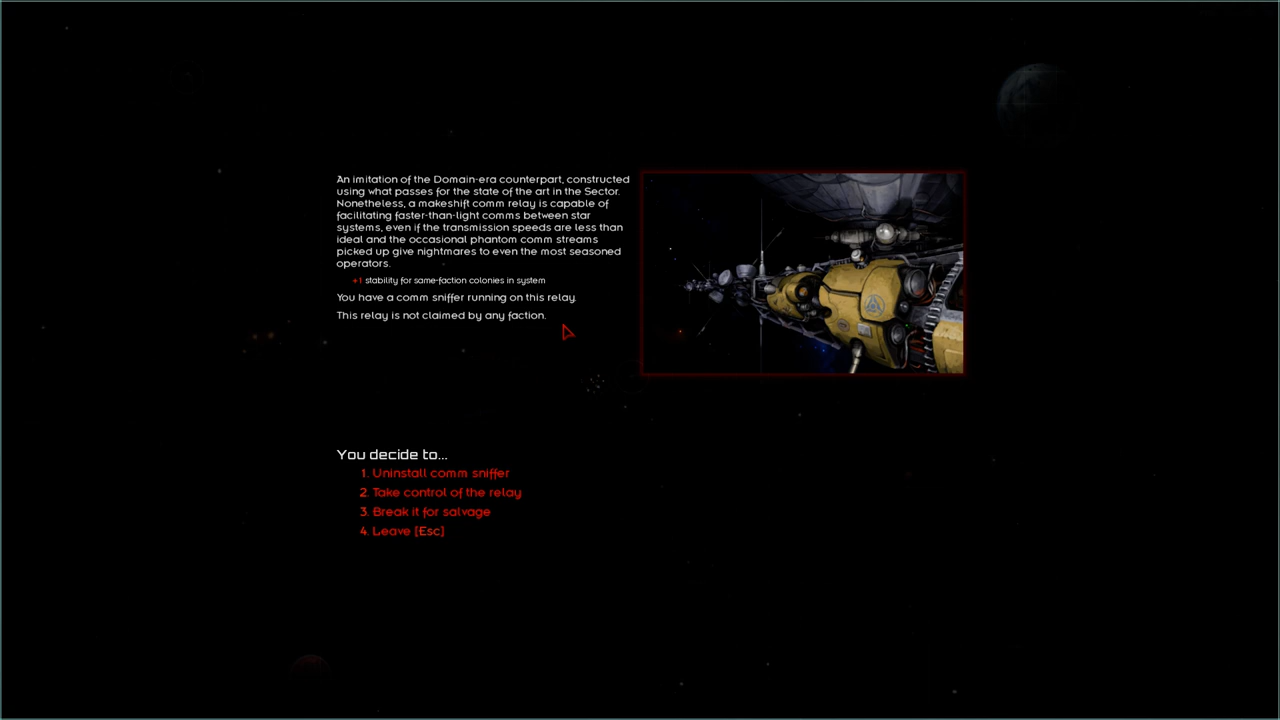 An imitation of the Domain-era counterpart, constructed
using what passes for the state of the art in the Sector.
Nonetheless, a makeshift comm relay is capable of
facilitating faster-than-light comms between star
systems, even if the transmission speeds are less than
ideal and the occasional phantom comm streams
picked up give nightmares to even the most seasoned
operators.
+1 stability for same-faction colonies in system
You have a comm sniffer running on this relay.
This relay is not claimed by any faction.
You decide to...
1. Uninstall comm sniffer
2. Take control of the relay
3. Break it for salvage
4. Leave [Esc]